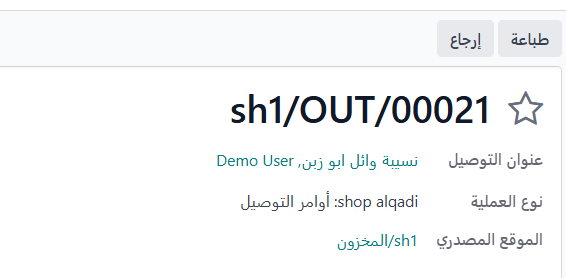 طباعة
إرجاع
sh1/OUT/00021
عنوان التوصيل نسيبة وائل ابو زبن, Demo User
نوع العملية shop alqadi: أوامر التوصيل
الموقع المصدري sh1/المخزون